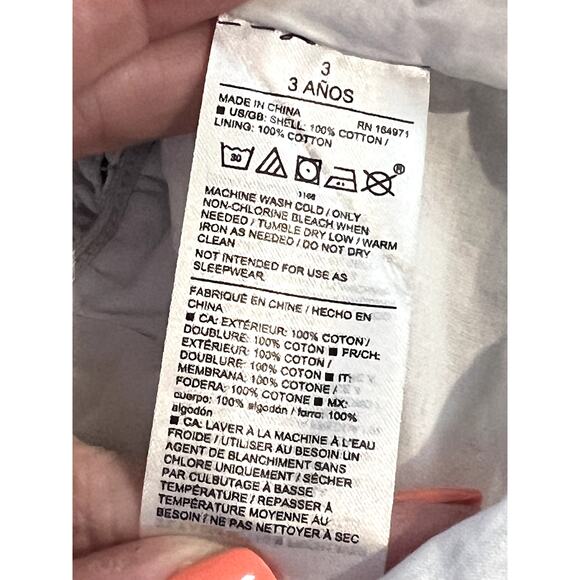 3
3 AÑOS
MADE IN CHINA RN 164971
■ US/GB: SHELL: 100% COTTON /
LINING: 100% COTTON
30
®
1166
MACHINE WASH COLD / ONLY
NON-CHLORINE BLEACH WHEN
NEEDED / TUMBLE DRY LOW / WARM
IRON AS NEEDED / DO NOT DRY
CLEAN
NOT INTENDED FOR USE AS
SLEEPWEAR
FABRIQUÉ EN CHINE / HECHO EN
CHINA
■ CA: EXTÉRIEUR: 100% COTON /
DOUBLURE: 100% COTON ■ FR/CH:
EXTÉRIEUR: 100% COTON /
DOUBLURE: 100% COTON ■ IT:
MEMBRANA: 100% COTONE /
FODERA: 100% COTONE ■ MX:
cuerpo: 100% algodón / forro: 100%
algodón
■ CA: LAVER À LA MACHINE À L'EAU
FROIDE / UTILISER AU BESOIN UN
AGENT DE BLANCHIMENT SANS
CHLORE UNIQUEMENT / SÉCHER
PAR CULBUTAGE À BASSE
TEMPÉRATURE / REPASSER À
TEMPÉRATURE MOYENNE AU
BESOIN / NE PAS NETTOYER À SEC